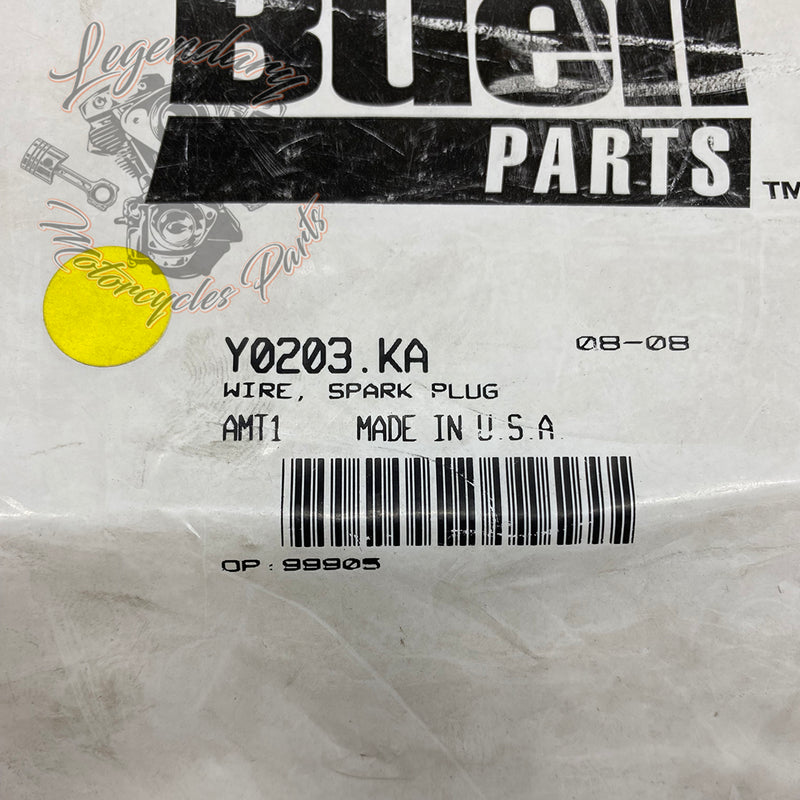 Legendary
Motorcycles Parts
Buell
PARTS
TM
Y0203.KA 08-08
WIRE, SPARK PLUG
AMT1 MADE IN U.S.A.
OP: 99905